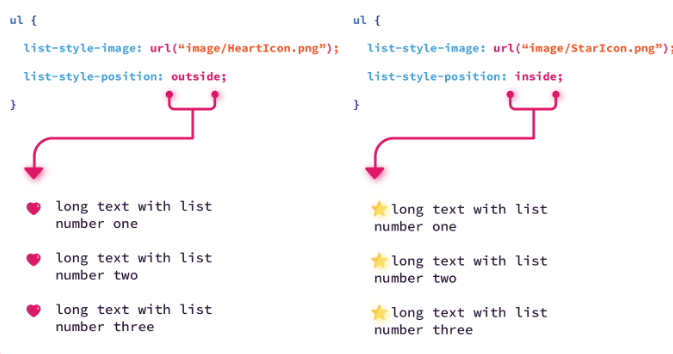 ul {
list-style-image: url(“image/HeartIcon.png”);
list-style-position: outside;
}
long text with list
number one
long text with list
number two
long text with list
number three
ul {
list-style-image: url(“image/StarIcon.png”);
list-style-position: inside;
}
long text with list
number one
long text with list
number two
long text with list
number three